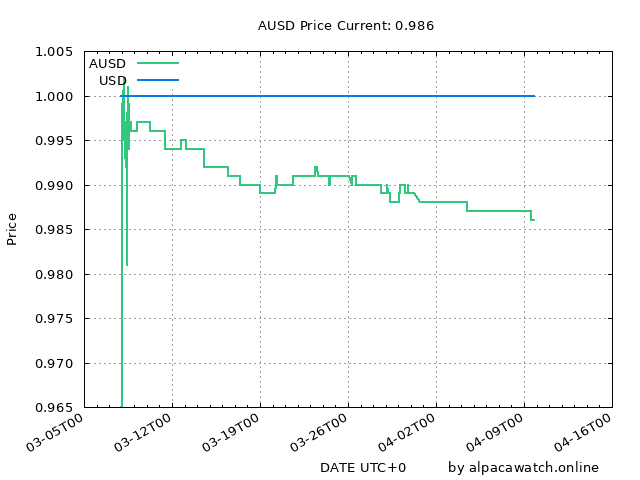 AUSD Price Current: 0.986
1.005
AUSD
USD
1.000
0.995
0.990
0.985
Price
0.980
0.975
0.970
0.965
03-05T00
03-12T00
03-19T00
03-26T00
04-02T00
04-09T00
04-16T00
DATE UTC+0
by alpacawatch.online